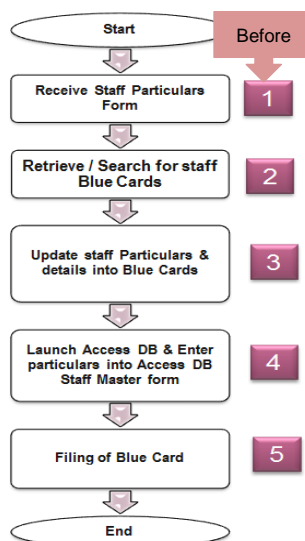 Start
Before
Receive Staff Particulars
Form
1
Retrieve / Search for staff
Blue Cards
2
Update staff Particulars &
details into Blue Cards
3
Launch Access DB & Enter
particulars into Access DB
Staff Master form
4
Filing of Blue Card
5
End